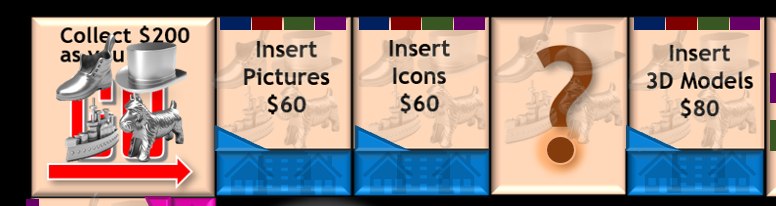 Collect $200
as you
Insert
Pictures
$60
Insert
Icons
$60
?
Insert
3D Models
$80